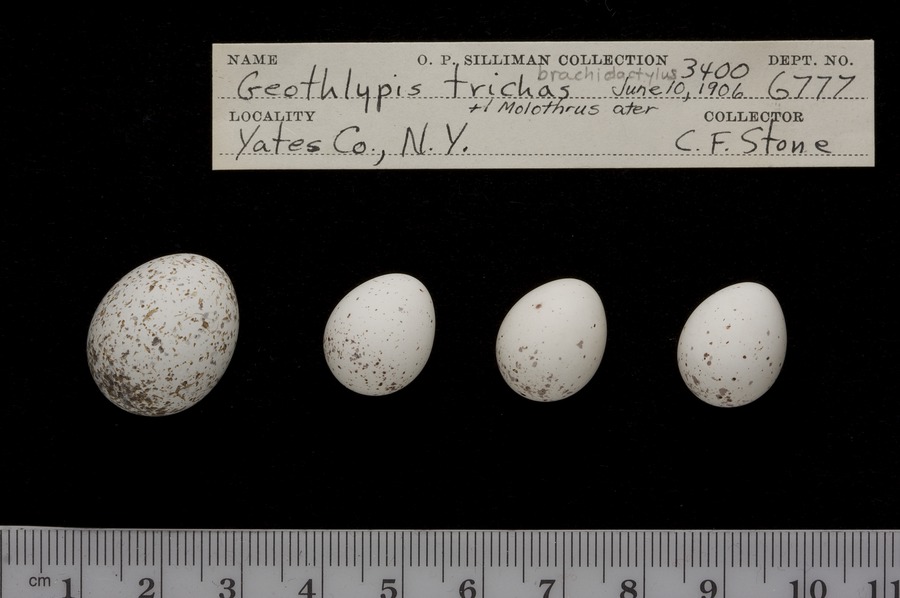 NAME O. P. SILLIMAN COLLECTION DEPT. NO.
brachidactylus 3400
Geothlypis trichas June 10, 1906 6777
+1 Molothrus ater
LOCALITY COLLECTOR
Yates Co., N.Y. C. F. Stone
cm 1 2 3 4 5 6 7 8 9 10 11